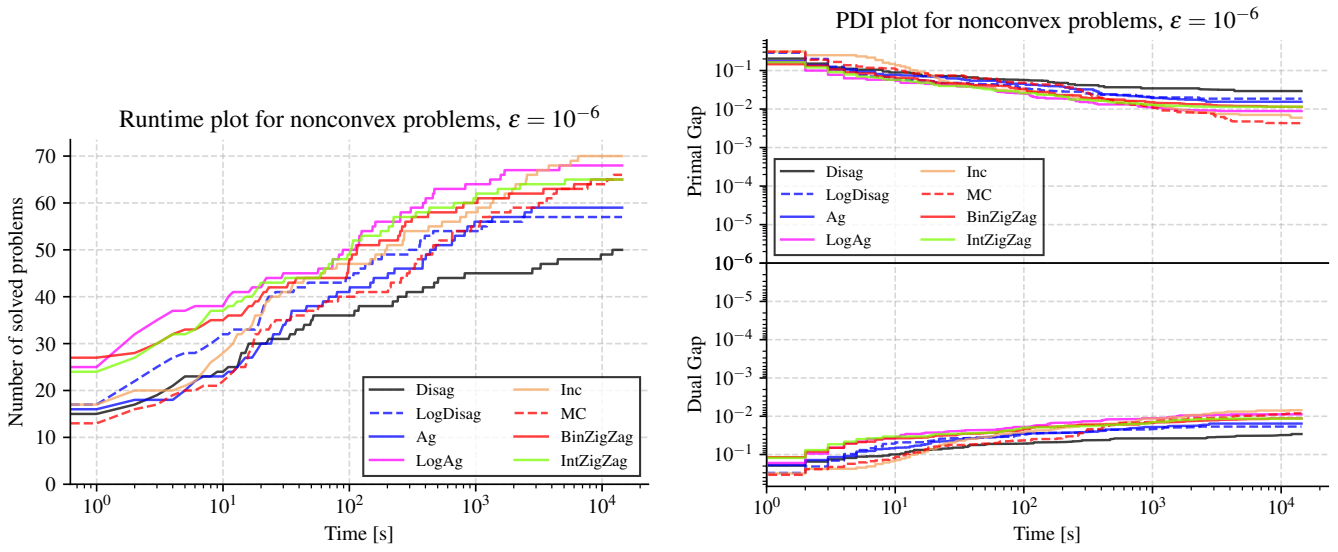 Runtime plot for nonconvex problems, ε = 10⁻⁶
Number of solved problems
70
60
50
40
30
20
10
0
10⁰
10¹
10²
10³
10⁴
Time [s]
Disag
LogDisag
Ag
LogAg
Inc
MC
BinZigZag
IntZigZag
PDI plot for nonconvex problems, ε = 10⁻⁶
Primal Gap
10⁻¹
10⁻²
10⁻³
10⁻⁴
10⁻⁵
10⁻⁶
Disag
LogDisag
Ag
LogAg
Inc
MC
BinZigZag
IntZigZag
Dual Gap
10⁻⁵
10⁻⁴
10⁻³
10⁻²
10⁻¹
10⁰
10¹
10²
10³
10⁴
Time [s]